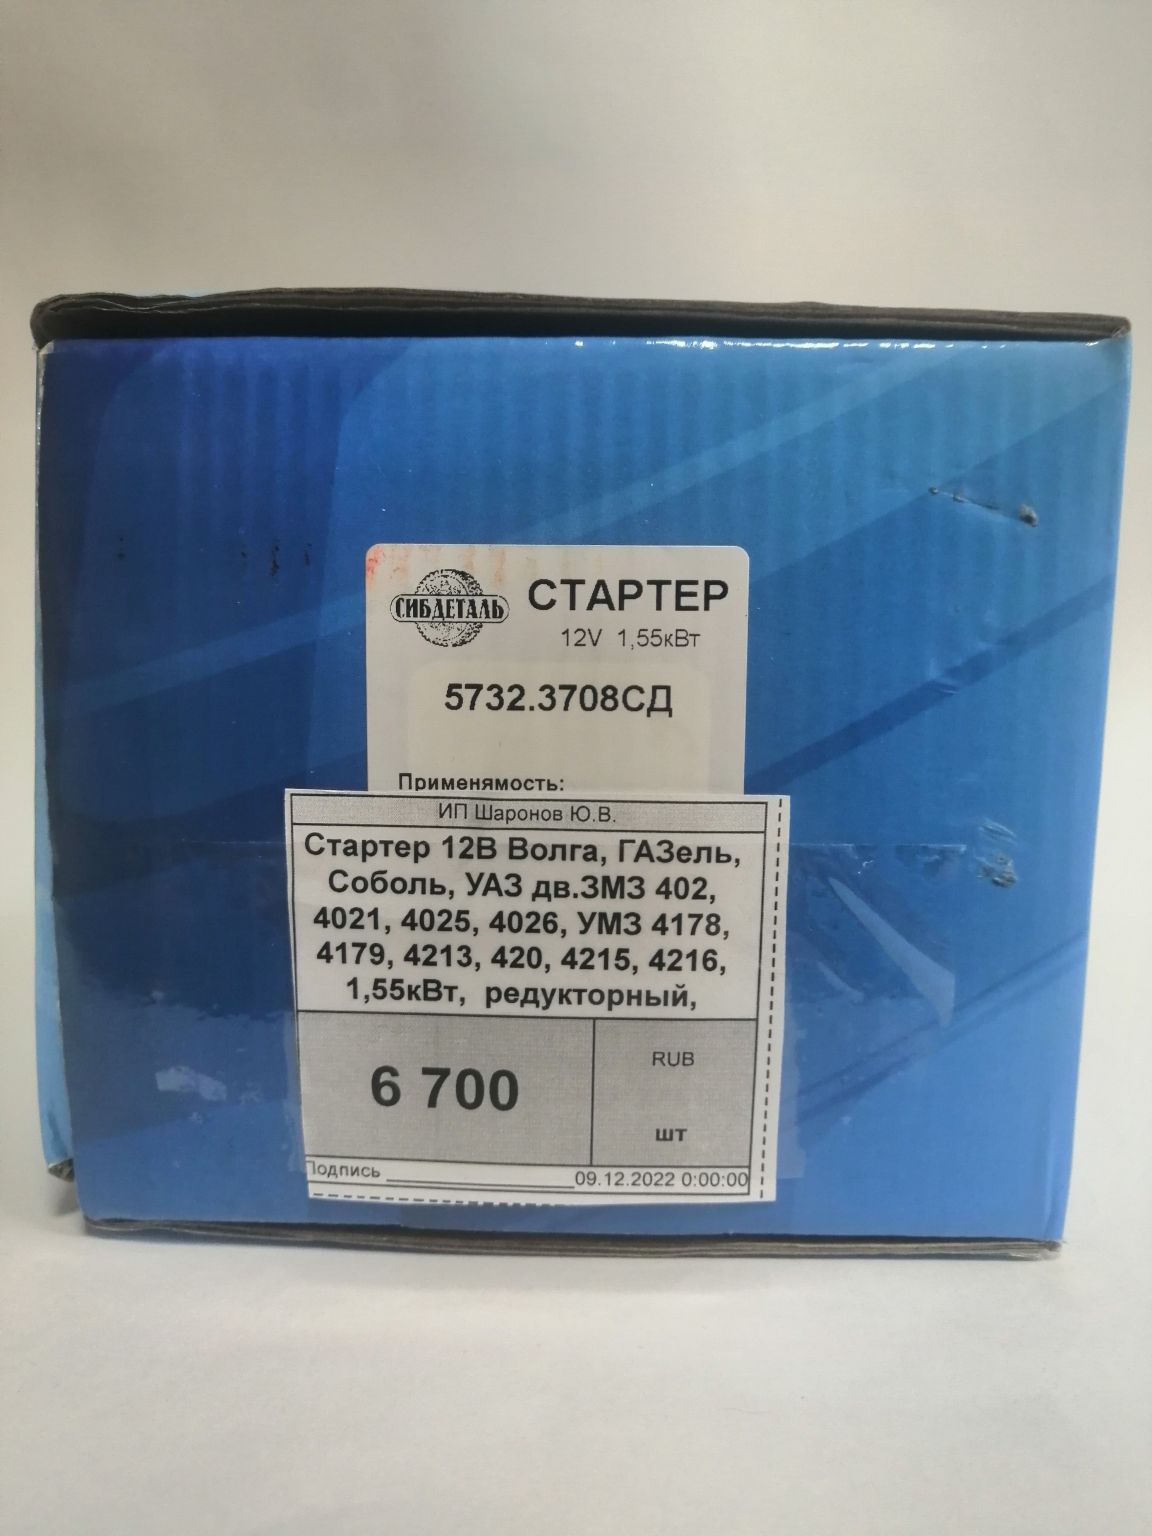 СИБДЕТАЛЬ
СТАРТЕР
12V 1,55кВт
5732.3708СД
Применямость:
ИП Шаронов Ю.В.
Стартер 12В Волга, ГАЗель,
Соболь, УАЗ дв.ЗМЗ 402,
4021, 4025, 4026, УМЗ 4178,
4179, 4213, 420, 4215, 4216,
1,55кВт, редукторный,
6 700
RUB
шт
Подпись
09.12.2022 0:00:00